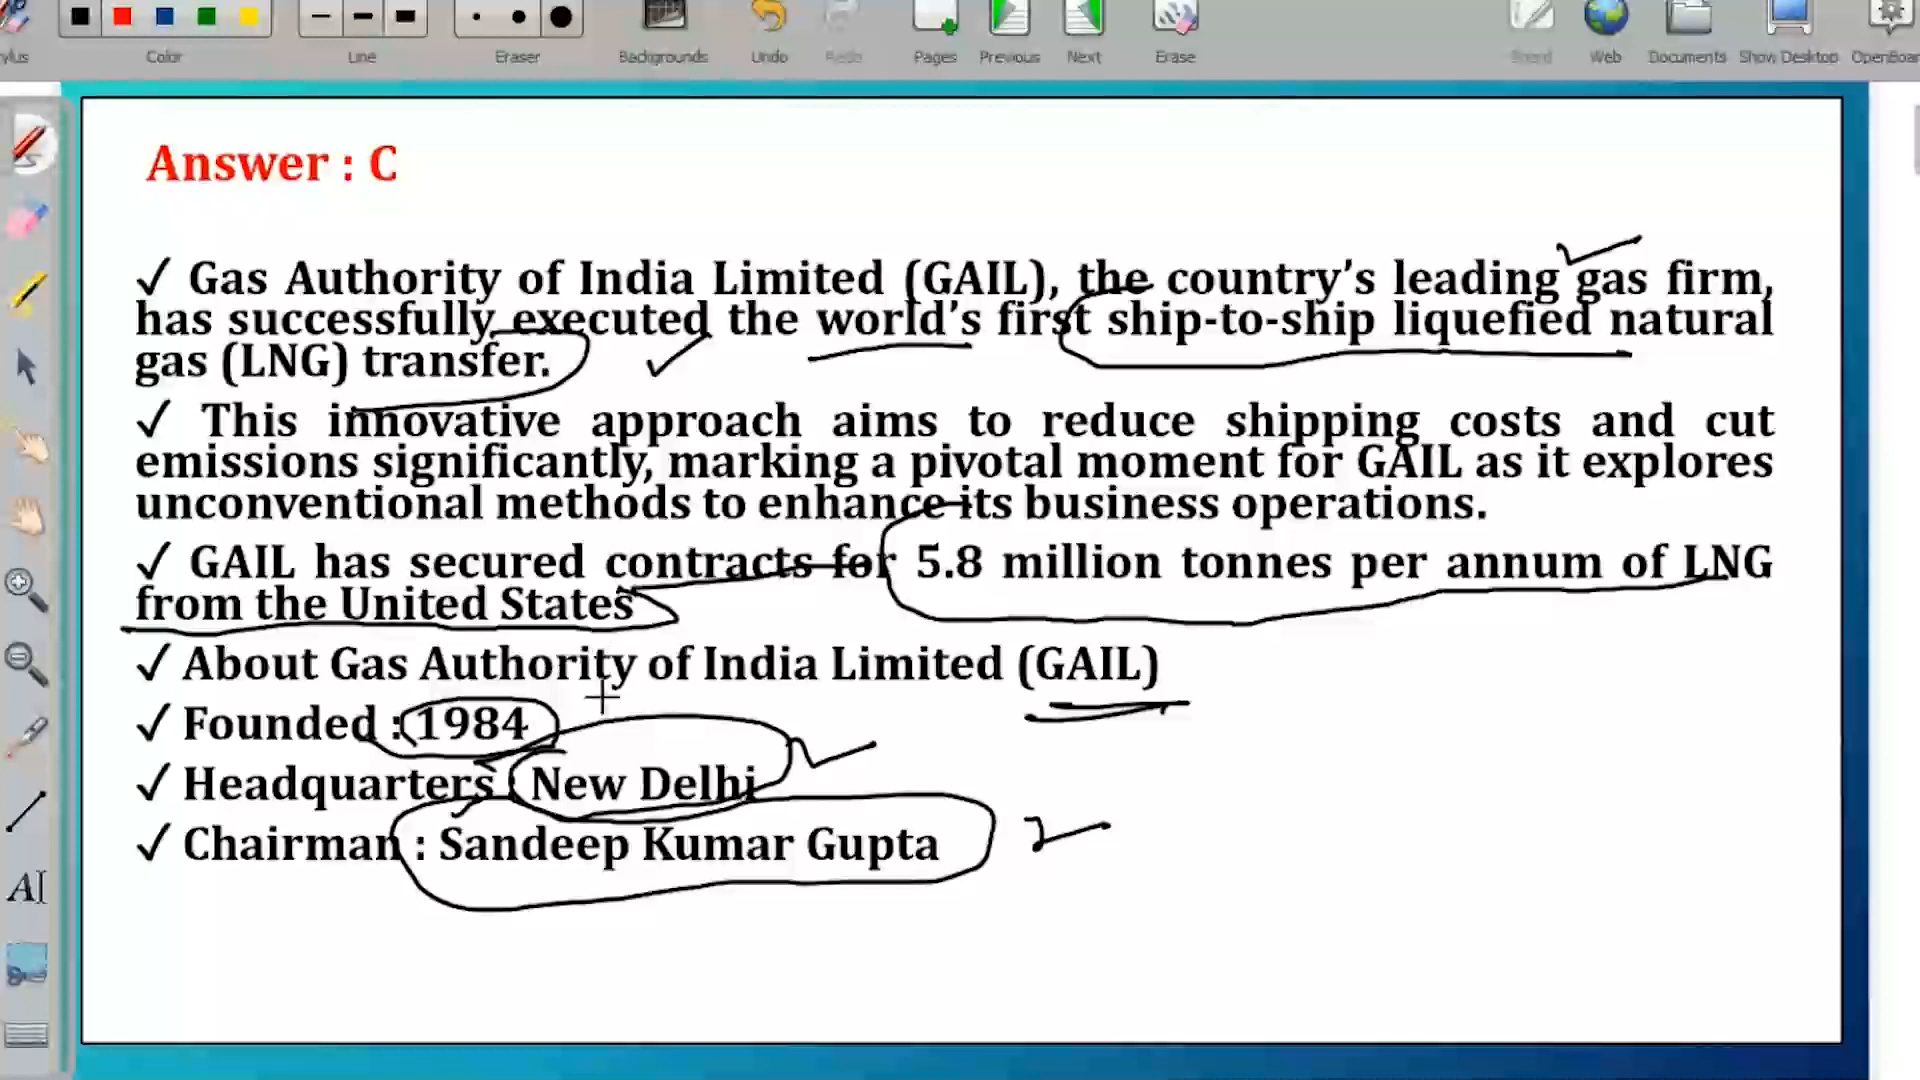 ylus
Color
Line
Eraser
Backgrounds
Undo
Redo
Pages
Previous
Next
Erase
Board
Web
Documents
Show Desktop
OpenBoar
Answer : C
✓ Gas Authority of India Limited (GAIL), the country’s leading gas firm,
has successfully executed the world’s first ship-to-ship liquefied natural
gas (LNG) transfer.
✓ This innovative approach aims to reduce shipping costs and cut
emissions significantly, marking a pivotal moment for GAIL as it explores
unconventional methods to enhance its business operations.
✓ GAIL has secured contracts for 5.8 million tonnes per annum of LNG
from the United States
✓ About Gas Authority of India Limited (GAIL)
✓ Founded : 1984
✓ Headquarters : New Delhi
✓ Chairman : Sandeep Kumar Gupta
AI